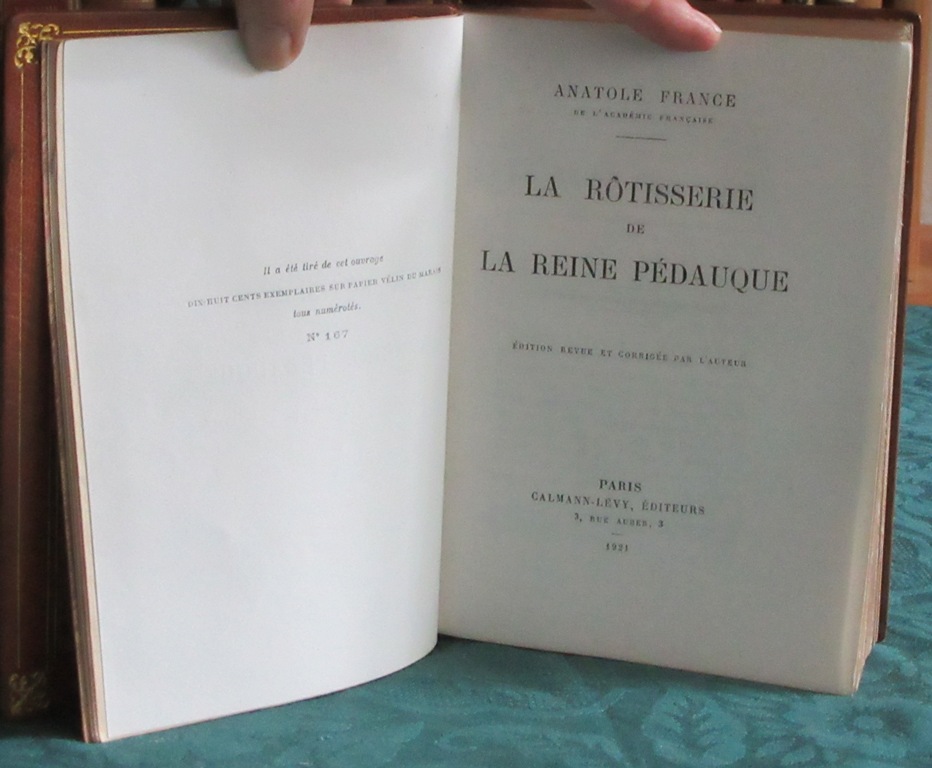 Il a été tiré de cet ouvrage
DIX-HUIT CENTS EXEMPLAIRES SUR PAPIER VÉLIN DU MARAIS
tous numérotés.
N° 167
ANATOLE FRANCE
DE L'ACADÉMIE FRANÇAISE
LA RÔTISSERIE
DE
LA REINE PÉDAUQUE
ÉDITION REVUE ET CORRIGÉE PAR L'AUTEUR
PARIS
CALMANN-LÉVY, ÉDITEURS
3, RUE AUBER, 3
1921